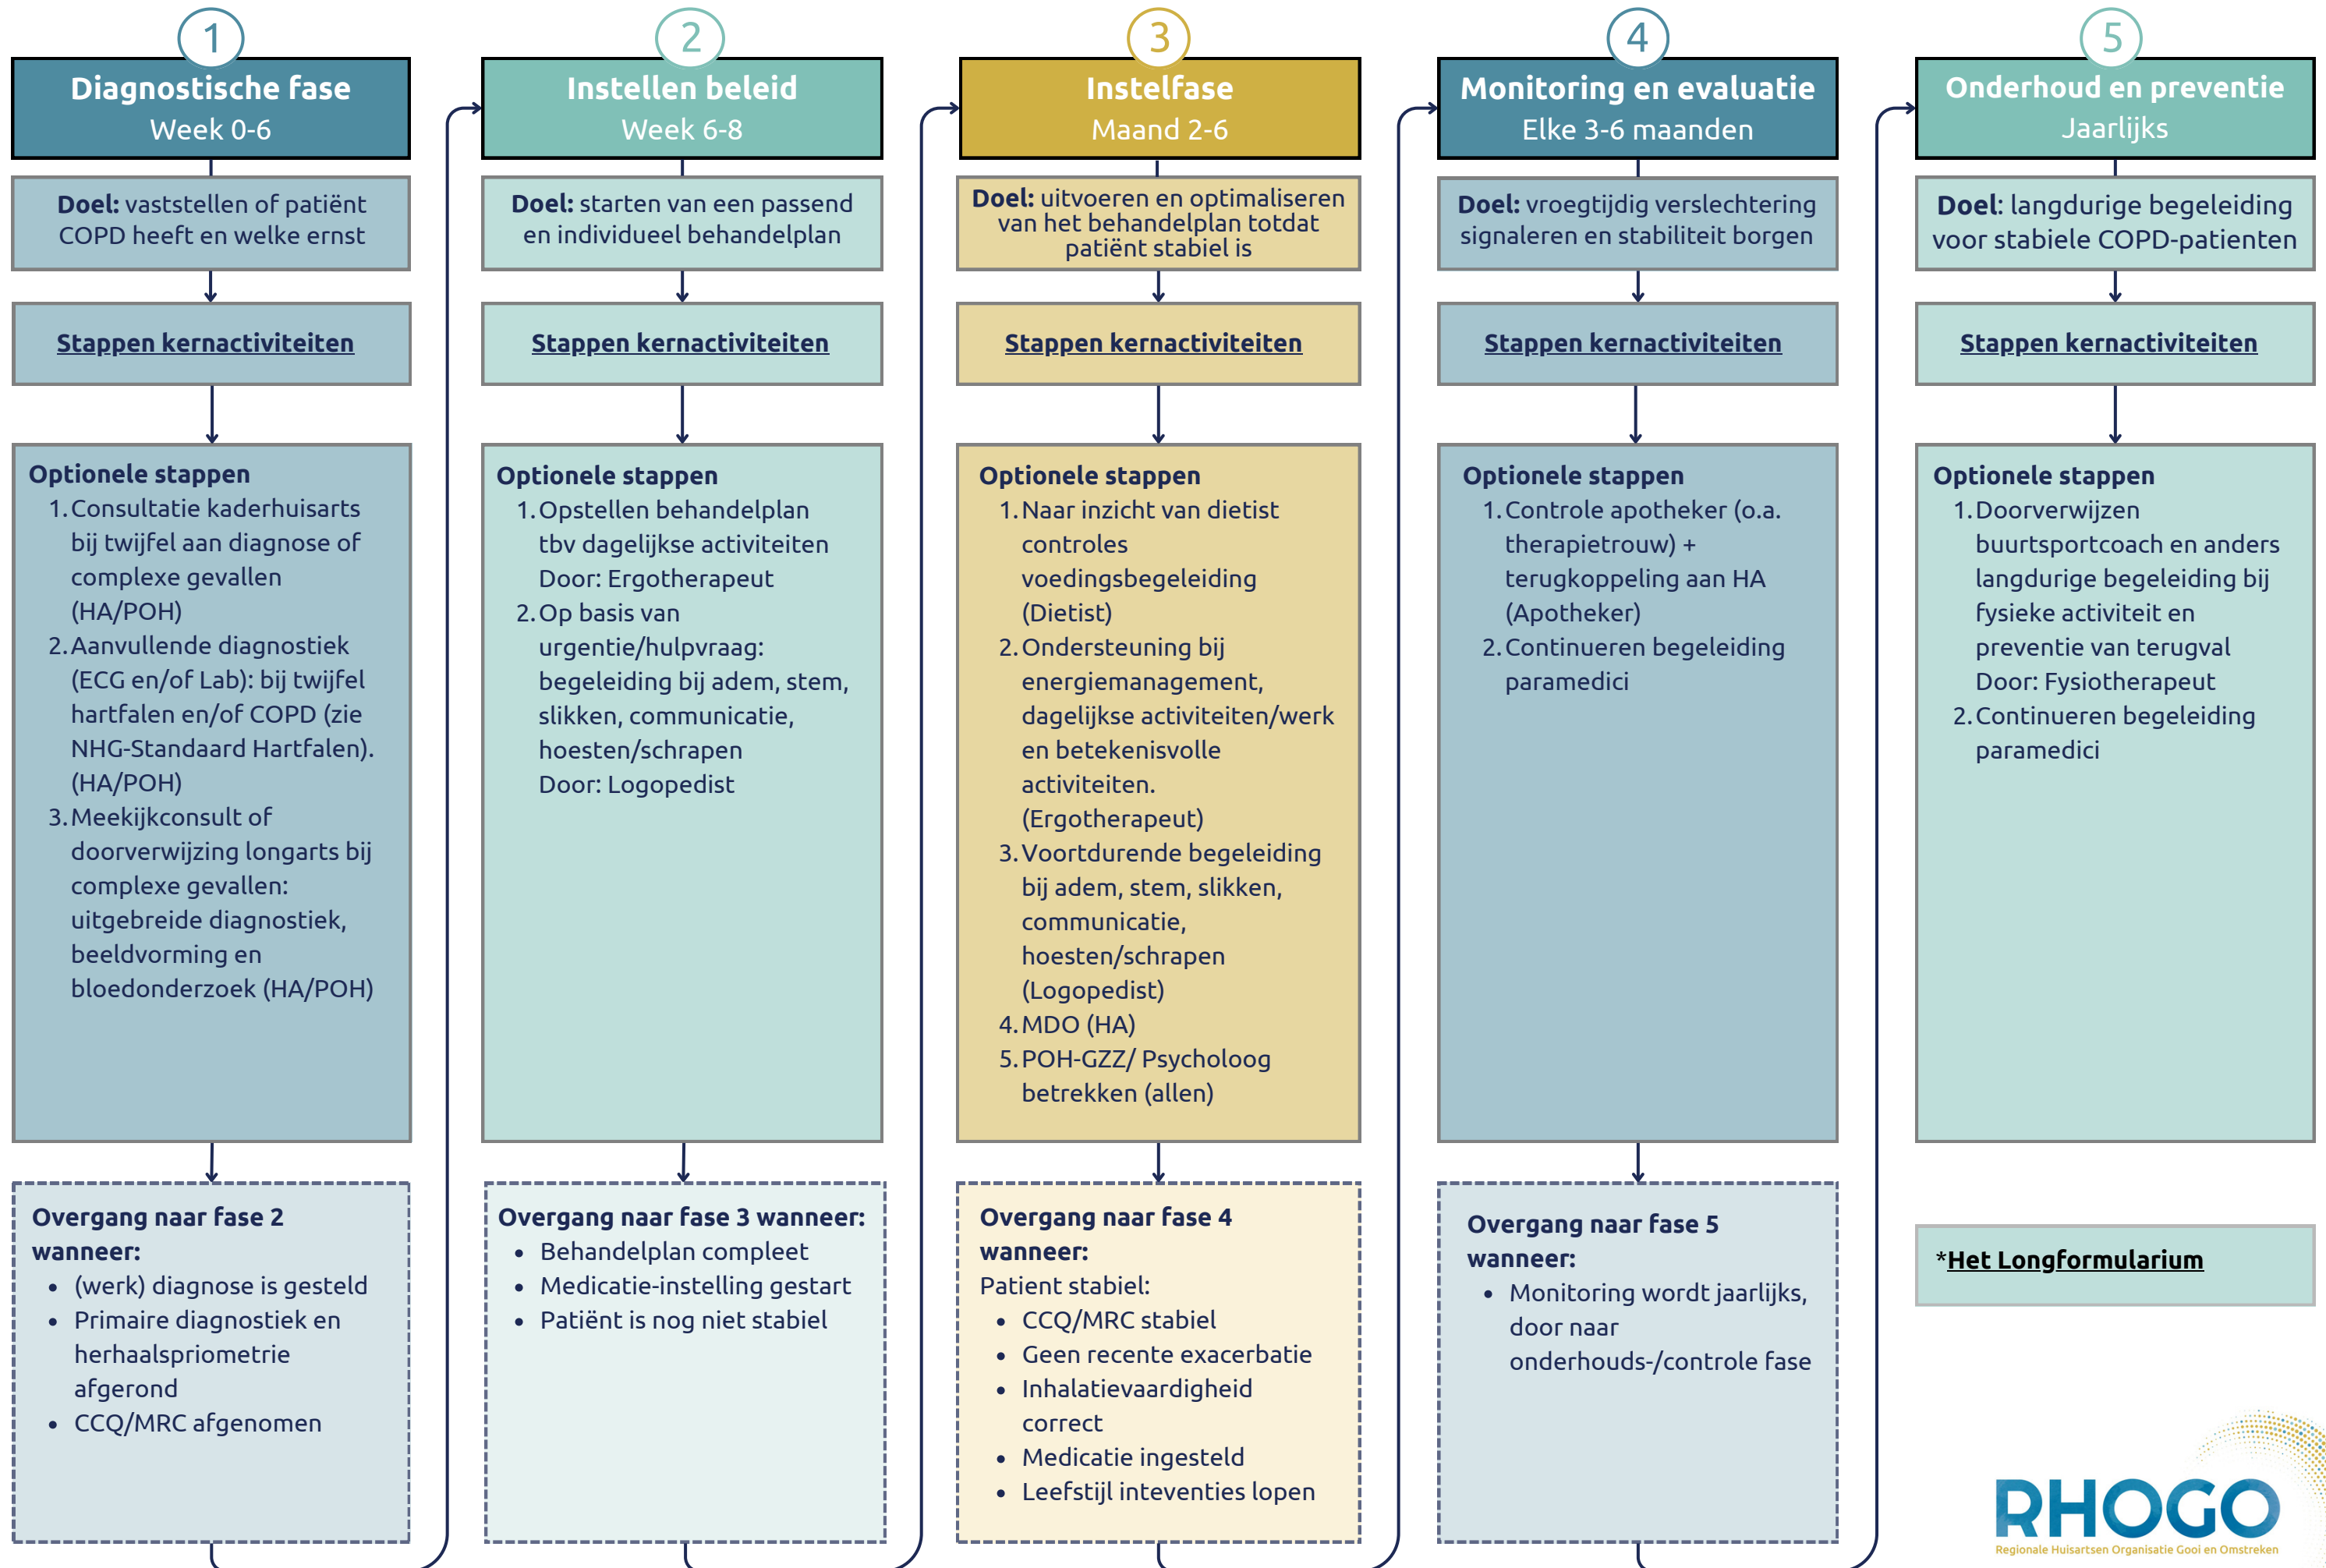 1
Diagnostische fase
Week 0-6
Doel: vaststellen of patiënt
COPD heeft en welke ernst
Stappen kernactiviteiten
Optionele stappen
1. Consultatie kaderhuisarts
bij twijfel aan diagnose of
complexe gevallen
(HA/POH)
2. Aanvullende diagnostiek
(ECG en/of Lab): bij twijfel
hartfalen en/of COPD (zie
NHG-Standaard Hartfalen).
(HA/POH)
3. Meekijkconsult of
doorverwijzing longarts bij
complexe gevallen:
uitgebreide diagnostiek,
beeldvorming en
bloedonderzoek (HA/POH)
Overgang naar fase 2
wanneer:
• (werk) diagnose is gesteld
• Primaire diagnostiek en
herhaalspriometrie
afgerond
• CCQ/MRC afgenomen
2
Instellen beleid
Week 6-8
Doel: starten van een passend
en individueel behandelplan
Stappen kernactiviteiten
Optionele stappen
1. Opstellen behandelplan
tbv dagelijkse activiteiten
Door: Ergotherapeut
2. Op basis van
urgentie/hulpvraag:
begeleiding bij adem, stem,
slikken, communicatie,
hoesten/schrapen
Door: Logopedist
Overgang naar fase 3 wanneer:
• Behandelplan compleet
• Medicatie-instelling gestart
• Patiënt is nog niet stabiel
3
Instelfase
Maand 2-6
Doel: uitvoeren en optimaliseren
van het behandelplan totdat
patiënt stabiel is
Stappen kernactiviteiten
Optionele stappen
1. Naar inzicht van dietist
controles
voedingsbegeleiding
(Dietist)
2. Ondersteuning bij
energiemanagement,
dagelijkse activiteiten/werk
en betekenisvolle
activiteiten.
(Ergotherapeut)
3. Voortdurende begeleiding
bij adem, stem, slikken,
communicatie,
hoesten/schrapen
(Logopedist)
4. MDO (HA)
5. POH-GZZ/ Psycholoog
betrekken (allen)
Overgang naar fase 4
wanneer:
Patient stabiel:
• CCQ/MRC stabiel
• Geen recente exacerbatie
• Inhalatievaardigheid
correct
• Medicatie ingesteld
• Leefstijl inteventies lopen
4
Monitoring en evaluatie
Elke 3-6 maanden
Doel: vroegtijdig verslechtering
signaleren en stabiliteit borgen
Stappen kernactiviteiten
Optionele stappen
1. Controle apotheker (o.a.
therapietrouw) +
terugkoppeling aan HA
(Apotheker)
2. Continueren begeleiding
paramedici
Overgang naar fase 5
wanneer:
• Monitoring wordt jaarlijks,
door naar
onderhouds-/controle fase
5
Onderhoud en preventie
Jaarlijks
Doel: langdurige begeleiding
voor stabiele COPD-patienten
Stappen kernactiviteiten
Optionele stappen
1. Doorverwijzen
buurtsportcoach en anders
langdurige begeleiding bij
fysieke activiteit en
preventie van terugval
Door: Fysiotherapeut
2. Continueren begeleiding
paramedici
*Het Longformularium
RHOGO
Regionale Huisartsen Organisatie Gooi en Omstreken